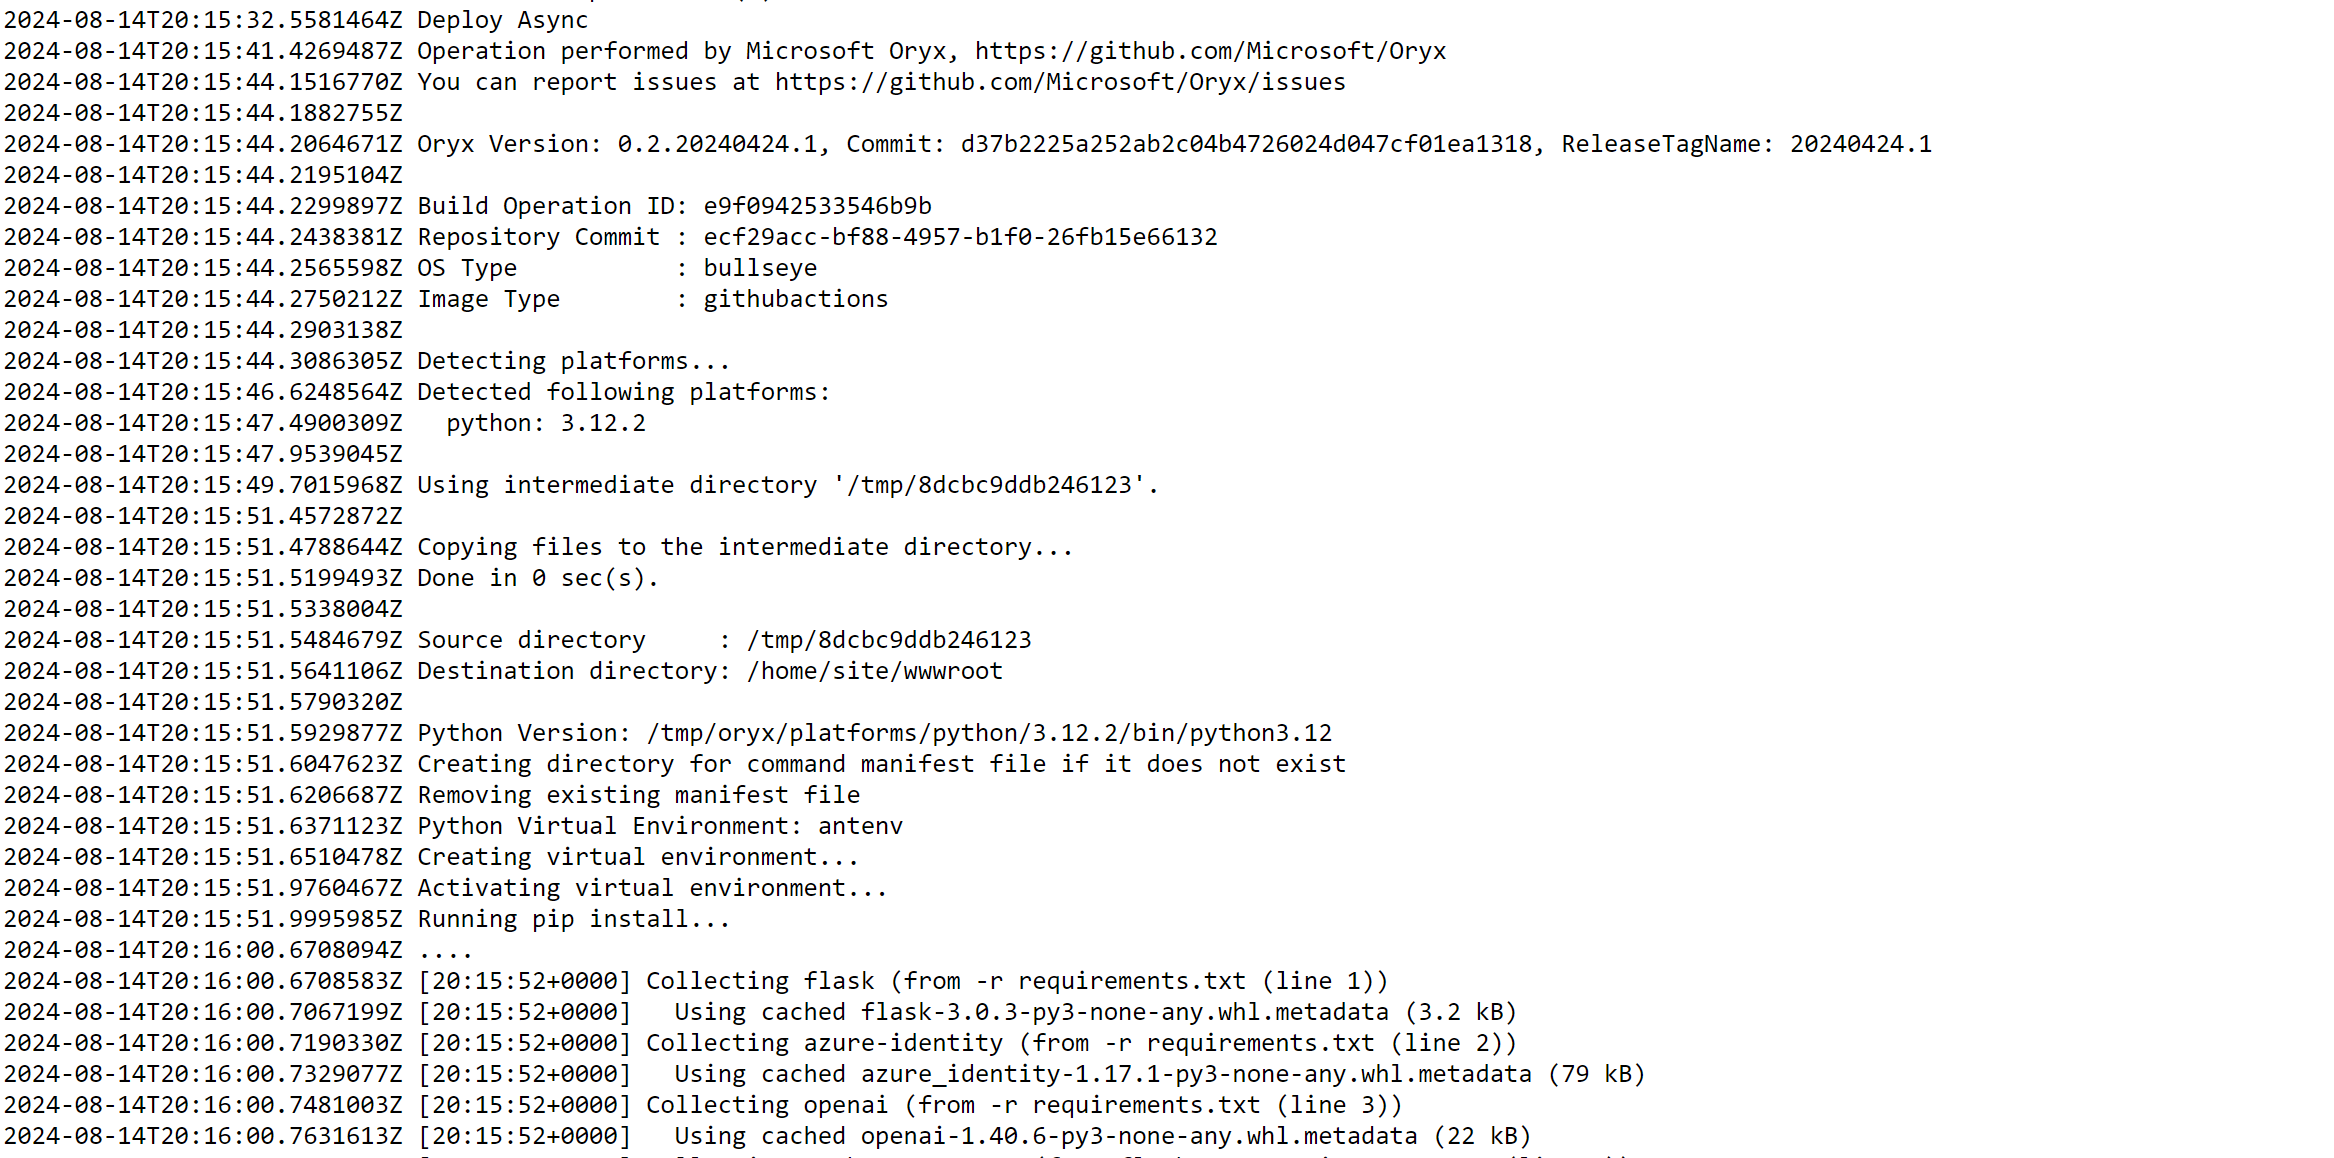 2024-08-14T20:15:32.5581464Z Deploy Async
2024-08-14T20:15:41.4269487Z Operation performed by Microsoft Oryx, https://github.com/Microsoft/Oryx
2024-08-14T20:15:44.1516770Z You can report issues at https://github.com/Microsoft/Oryx/issues
2024-08-14T20:15:44.1882755Z
2024-08-14T20:15:44.2064671Z Oryx Version: 0.2.20240424.1, Commit: d37b2225a252ab2c04b4726024d047cf01ea1318, ReleaseTagName: 20240424.1
2024-08-14T20:15:44.2195104Z
2024-08-14T20:15:44.2299897Z Build Operation ID: e9f0942533546b9b
2024-08-14T20:15:44.2438381Z Repository Commit : ecf29acc-bf88-4957-b1f0-26fb15e66132
2024-08-14T20:15:44.2565598Z OS Type           : bullseye
2024-08-14T20:15:44.2750212Z Image Type        : githubactions
2024-08-14T20:15:44.2903138Z
2024-08-14T20:15:44.3086305Z Detecting platforms...
2024-08-14T20:15:46.6248564Z Detected following platforms:
2024-08-14T20:15:47.4900309Z   python: 3.12.2
2024-08-14T20:15:47.9539045Z
2024-08-14T20:15:49.7015968Z Using intermediate directory '/tmp/8dcbc9ddb246123'.
2024-08-14T20:15:51.4572872Z
2024-08-14T20:15:51.4788644Z Copying files to the intermediate directory...
2024-08-14T20:15:51.5199493Z Done in 0 sec(s).
2024-08-14T20:15:51.5338004Z
2024-08-14T20:15:51.5484679Z Source directory     : /tmp/8dcbc9ddb246123
2024-08-14T20:15:51.5641106Z Destination directory: /home/site/wwwroot
2024-08-14T20:15:51.5790320Z
2024-08-14T20:15:51.5929877Z Python Version: /tmp/oryx/platforms/python/3.12.2/bin/python3.12
2024-08-14T20:15:51.6047623Z Creating directory for command manifest file if it does not exist
2024-08-14T20:15:51.6206687Z Removing existing manifest file
2024-08-14T20:15:51.6371123Z Python Virtual Environment: antenv
2024-08-14T20:15:51.6510478Z Creating virtual environment...
2024-08-14T20:15:51.9760467Z Activating virtual environment...
2024-08-14T20:15:51.9995985Z Running pip install...
2024-08-14T20:16:00.6708094Z ....
2024-08-14T20:16:00.6708583Z [20:15:52+0000] Collecting flask (from -r requirements.txt (line 1))
2024-08-14T20:16:00.7067199Z [20:15:52+0000]   Using cached flask-3.0.3-py3-none-any.whl.metadata (3.2 kB)
2024-08-14T20:16:00.7190330Z [20:15:52+0000] Collecting azure-identity (from -r requirements.txt (line 2))
2024-08-14T20:16:00.7329077Z [20:15:52+0000]   Using cached azure_identity-1.17.1-py3-none-any.whl.metadata (79 kB)
2024-08-14T20:16:00.7481003Z [20:15:52+0000] Collecting openai (from -r requirements.txt (line 3))
2024-08-14T20:16:00.7631613Z [20:15:52+0000]   Using cached openai-1.40.6-py3-none-any.whl.metadata (22 kB)